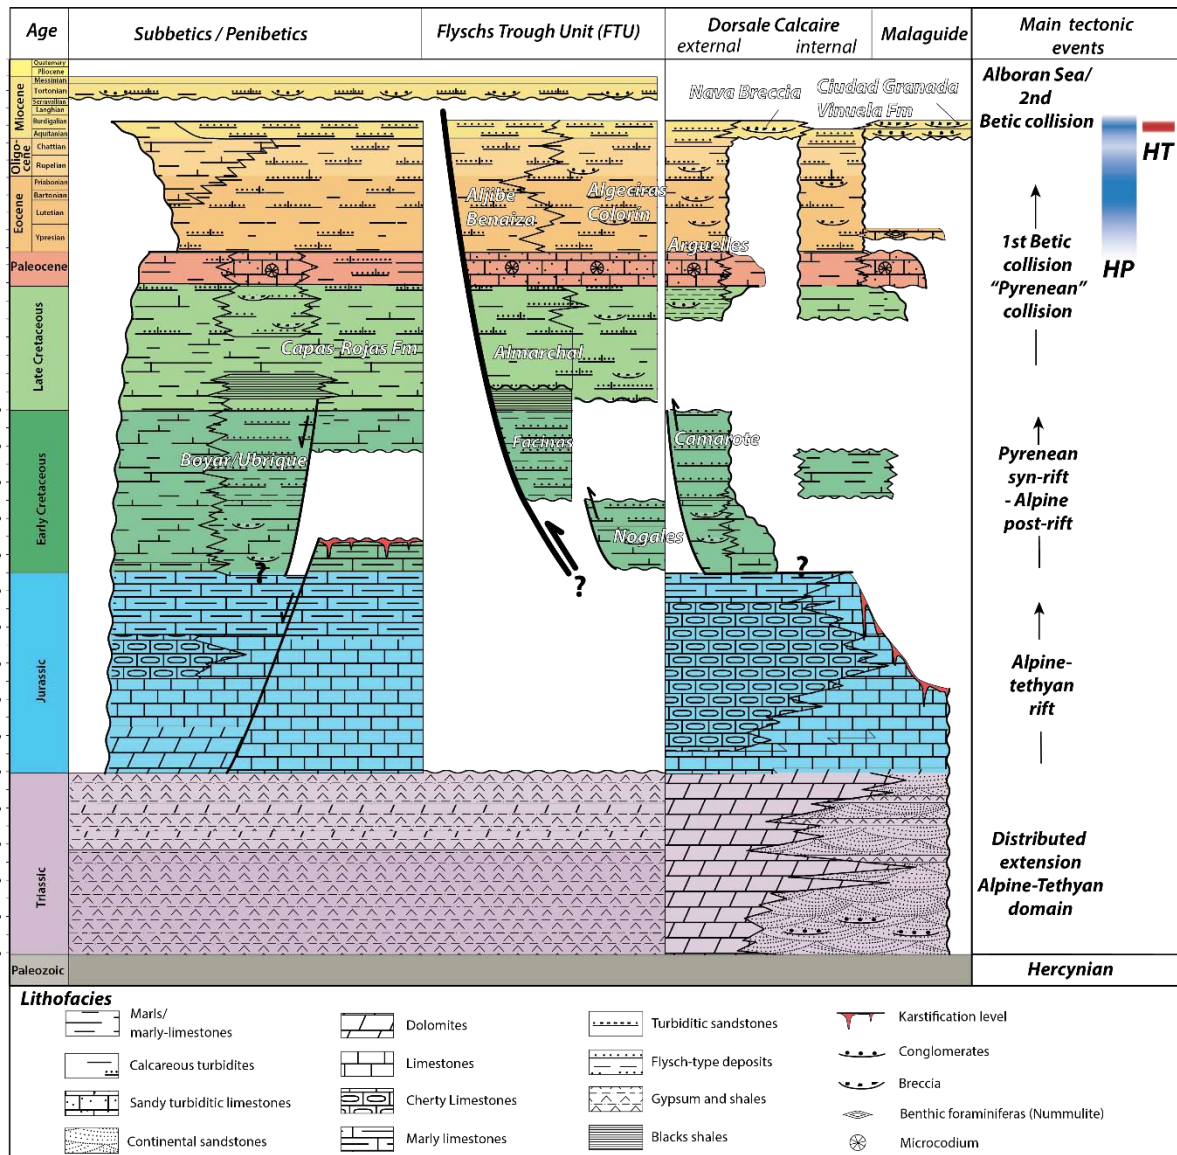 Age
Subbetics / Penibetics
Flyschs Trough Unit (FTU)
Dorsale Calcaire
external
internal
Malaguide
Main tectonic
events
Quaternary
Pliocene
Messinian
Tortonian
Serravallian
Langhian
Burdigalian
Aquitanian
Chattian
Rupelian
Priabonian
Bartonian
Lutetian
Ypresian
Miocene
Oligo-
cene
Eocene
Paleocene
Late Cretaceous
Early Cretaceous
Jurassic
Triassic
Paleozoic
Nava Breccia
Ciudad Granada
Vinuela Fm
Aljibe
Benaiza
Algeciras
Colorín
Arguelles
Capas-Rojas Fm
Almarchal
Boyar/Ubrique
Facinas
Camarote
Nogales
?
?
?
Alboran Sea/
2nd
Betic collision
HT
HP
1st Betic
collision
"Pyrenean"
collision
Pyrenean
syn-rift
- Alpine
post-rift
Alpine-
tethyan
rift
Distributed
extension
Alpine-Tethyan
domain
Hercynian
Lithofacies
Marls/
marly-limestones
Calcareous turbidites
Sandy turbiditic limestones
Continental sandstones
Dolomites
Limestones
Cherty Limestones
Marly limestones
Turbiditic sandstones
Flysch-type deposits
Gypsum and shales
Blacks shales
Karstification level
Conglomerates
Breccia
Benthic foraminiferas (Nummulite)
Microcodium